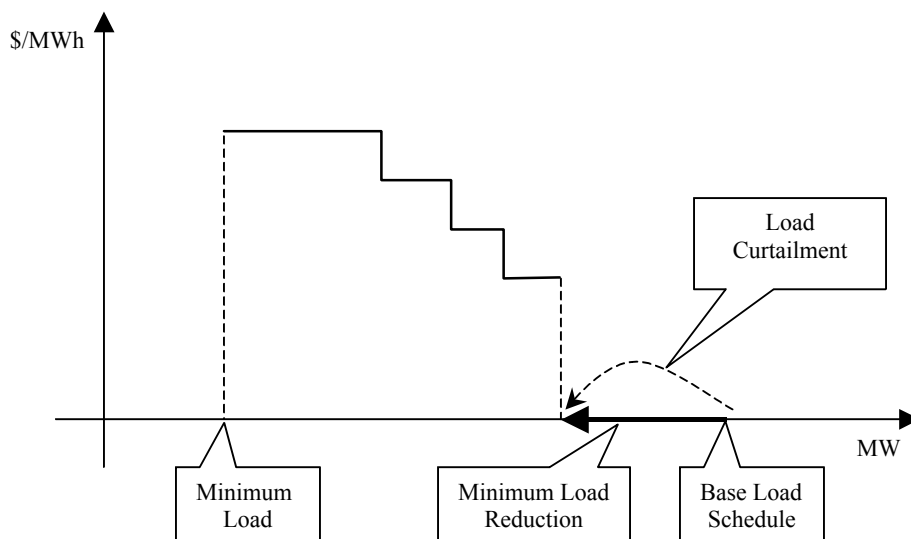 $/MWh
Load
Curtailment
MW
Minimum
Load
Minimum Load
Reduction
Base Load
Schedule